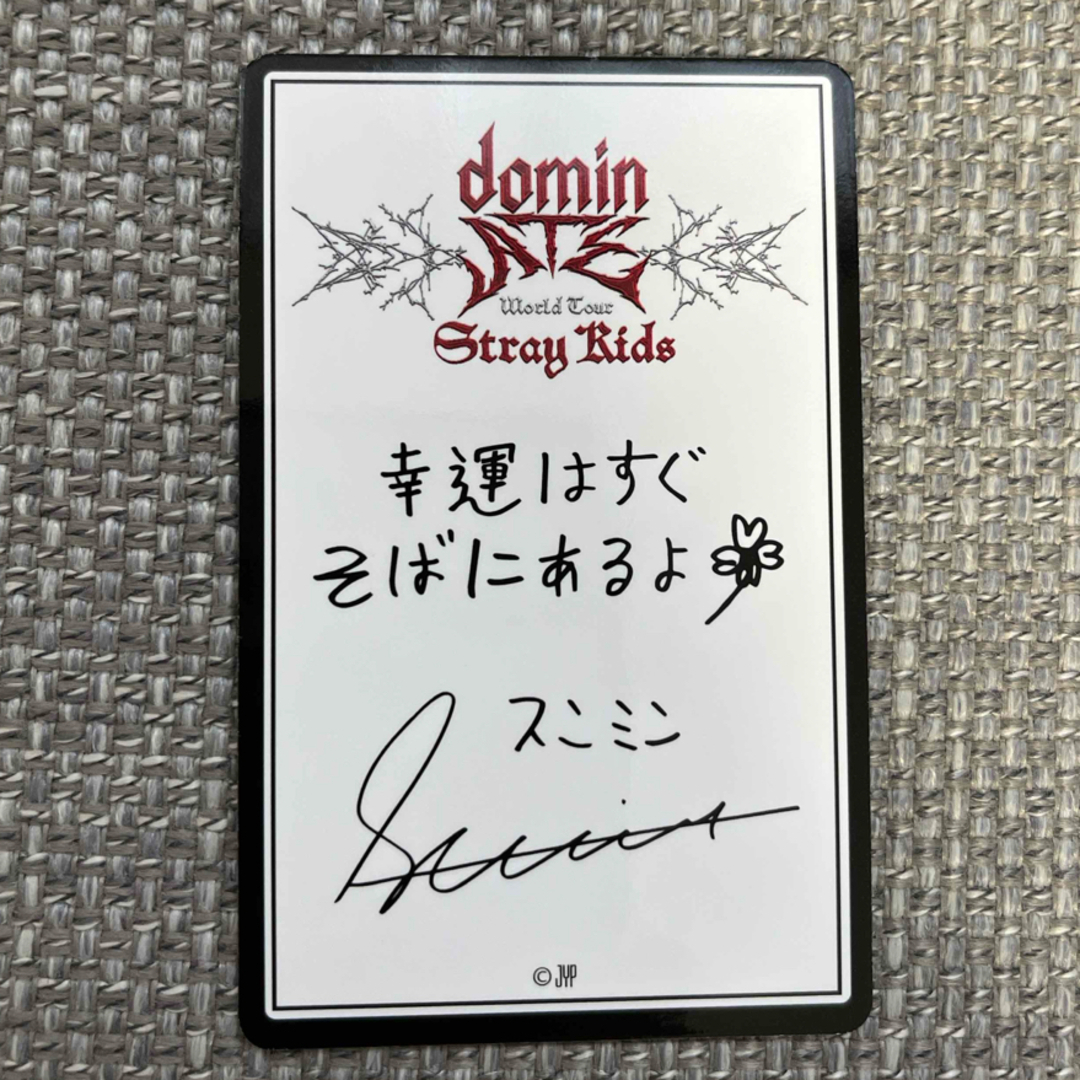 domin
ATE
World Tour
Stray Kids
幸運はすぐ
そばにあるよ
スンミン
© JYP